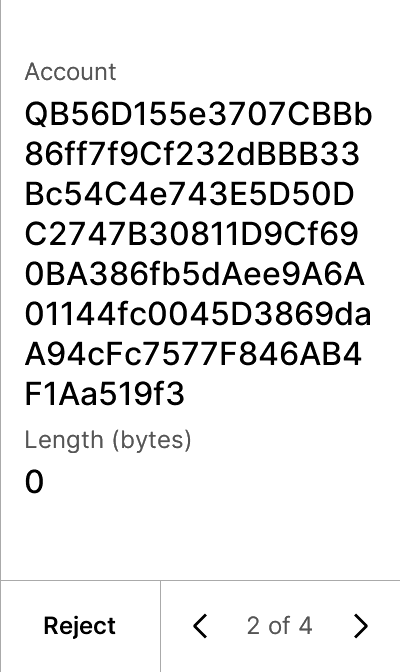 Account
QB56D155e3707CBBb
86ff7f9Cf232dBBB33
Bc54C4e743E5D50D
C2747B30811D9Cf69
0BA386fb5dAee9A6A
01144fc0045D3869da
A94cFc7577F846AB4
F1Aa519f3
Length (bytes)
0
Reject
2 of 4